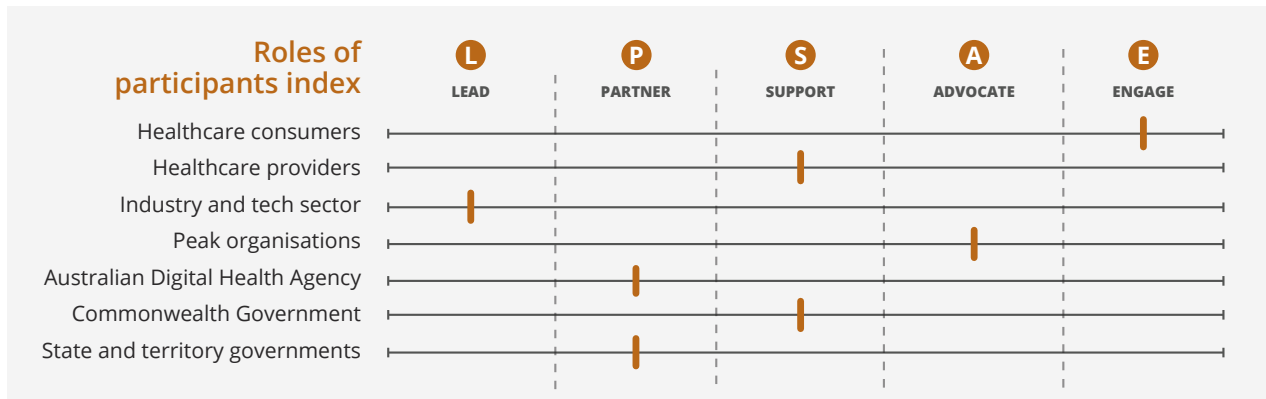 Roles of
participants index
L P S A E
LEAD PARTNER SUPPORT ADVOCATE ENGAGE
Healthcare consumers
Healthcare providers
Industry and tech sector
Peak organisations
Australian Digital Health Agency
Commonwealth Government
State and territory governments